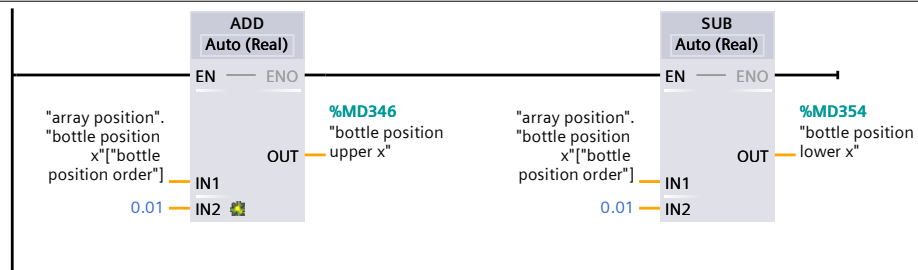 ADD
Auto (Real)
EN
ENO
"array position".
"bottle position
x"["bottle
position order"]
IN1
0.01
IN2
OUT
%MD346
"bottle position
upper x"
SUB
Auto (Real)
EN
ENO
"array position".
"bottle position
x"["bottle
position order"]
IN1
0.01
IN2
OUT
%MD354
"bottle position
lower x"